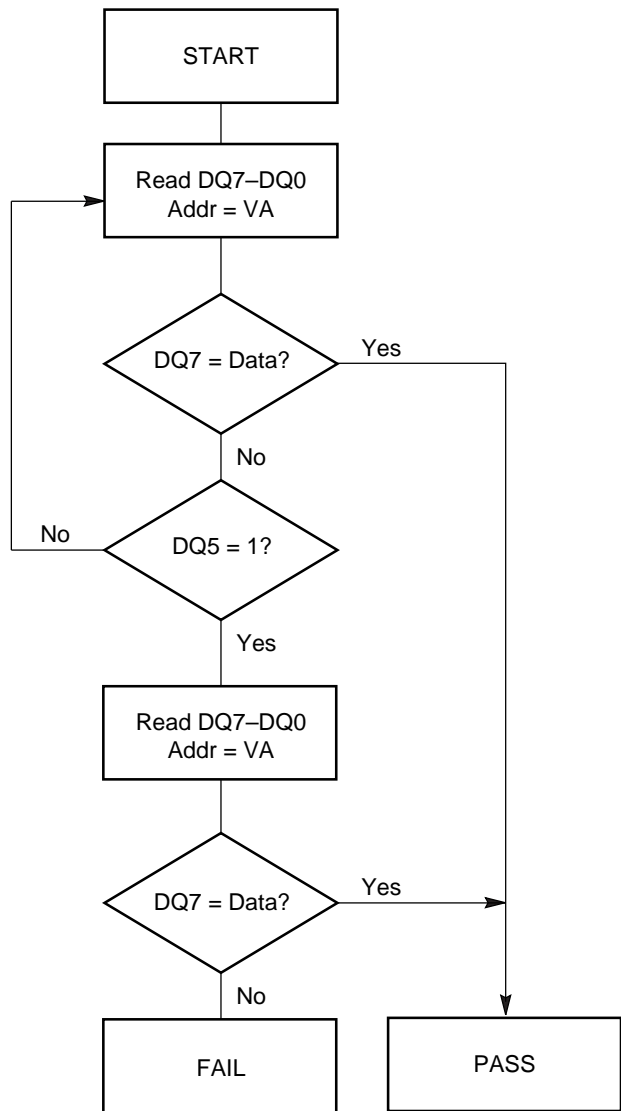 START
Read DQ7–DQ0
Addr = VA
DQ7 = Data?
Yes
No
No
DQ5 = 1?
Yes
Read DQ7–DQ0
Addr = VA
DQ7 = Data?
Yes
No
FAIL
PASS